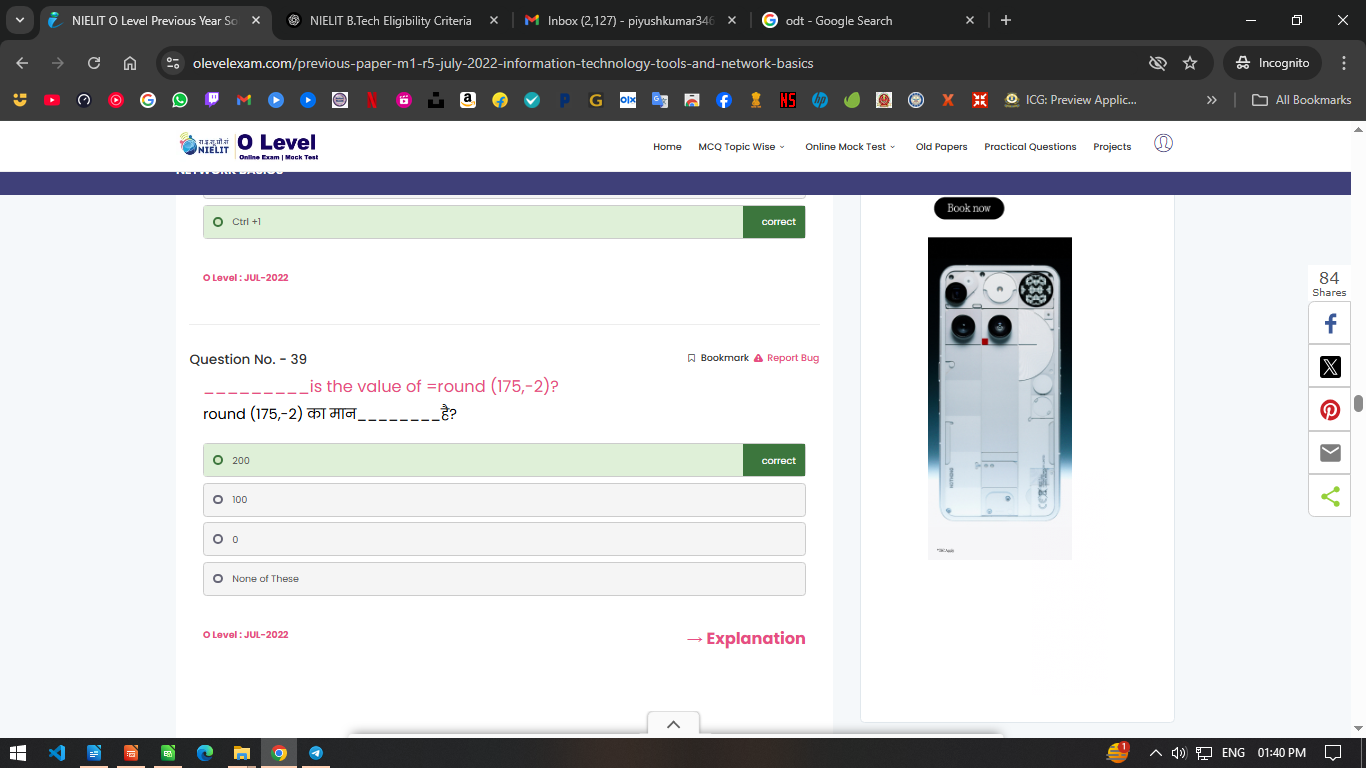 NIELIT O Level Previous Year So
NIELIT B.Tech Eligibility Criteria
Inbox (2,127) - piyushkumar346
odt - Google Search
olevelexam.com/previous-paper-m1-r5-july-2022-information-technology-tools-and-network-basics
Incognito
ICG: Preview Applic...
All Bookmarks
NIELIT
O Level
Online Exam | Mock Test
Home
MCQ Topic Wise
Online Mock Test
Old Papers
Practical Questions
Projects
NETWORK BASICS
Book now
Ctrl +1
correct
O Level : JUL-2022
84
Shares
Question No. - 39
Bookmark
Report Bug
_________is the value of =round (175,-2)?
round (175,-2) का मान________है?
200
correct
100
0
None of These
O Level : JUL-2022
→ Explanation
ENG
01:40 PM
1